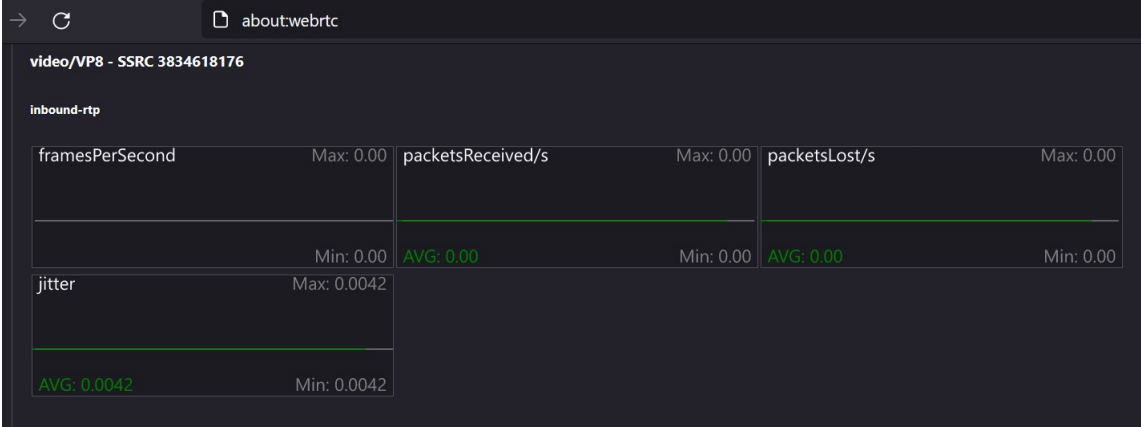 about:webrtc
video/VP8 - SSRC 3834618176
inbound-rtp
framesPerSecond Max: 0.00 packetsReceived/s Max: 0.00 packetsLost/s Max: 0.00
Min: 0.00 AVG: 0.00 Min: 0.00 AVG: 0.00 Min: 0.00
jitter Max: 0.0042
AVG: 0.0042 Min: 0.0042